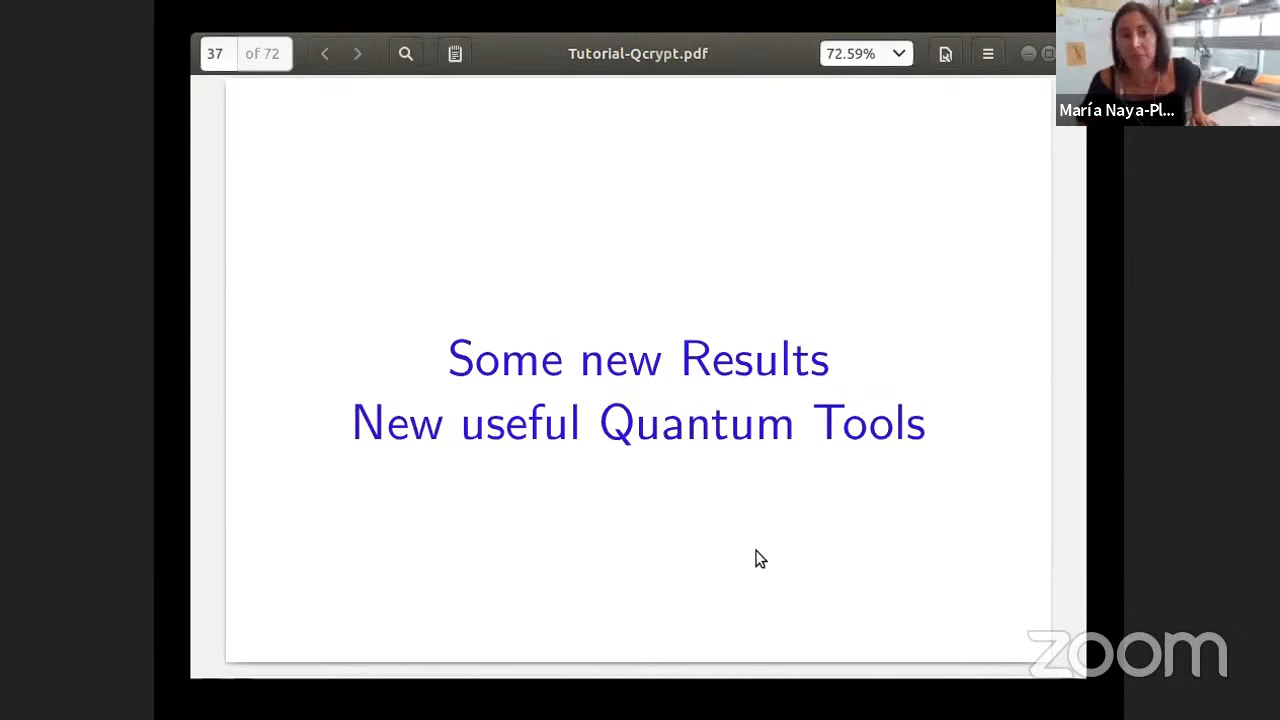 37 of 72
Tutorial-Qcrypt.pdf
72.59%
María Naya-Pl...
Some new Results
New useful Quantum Tools
zoom